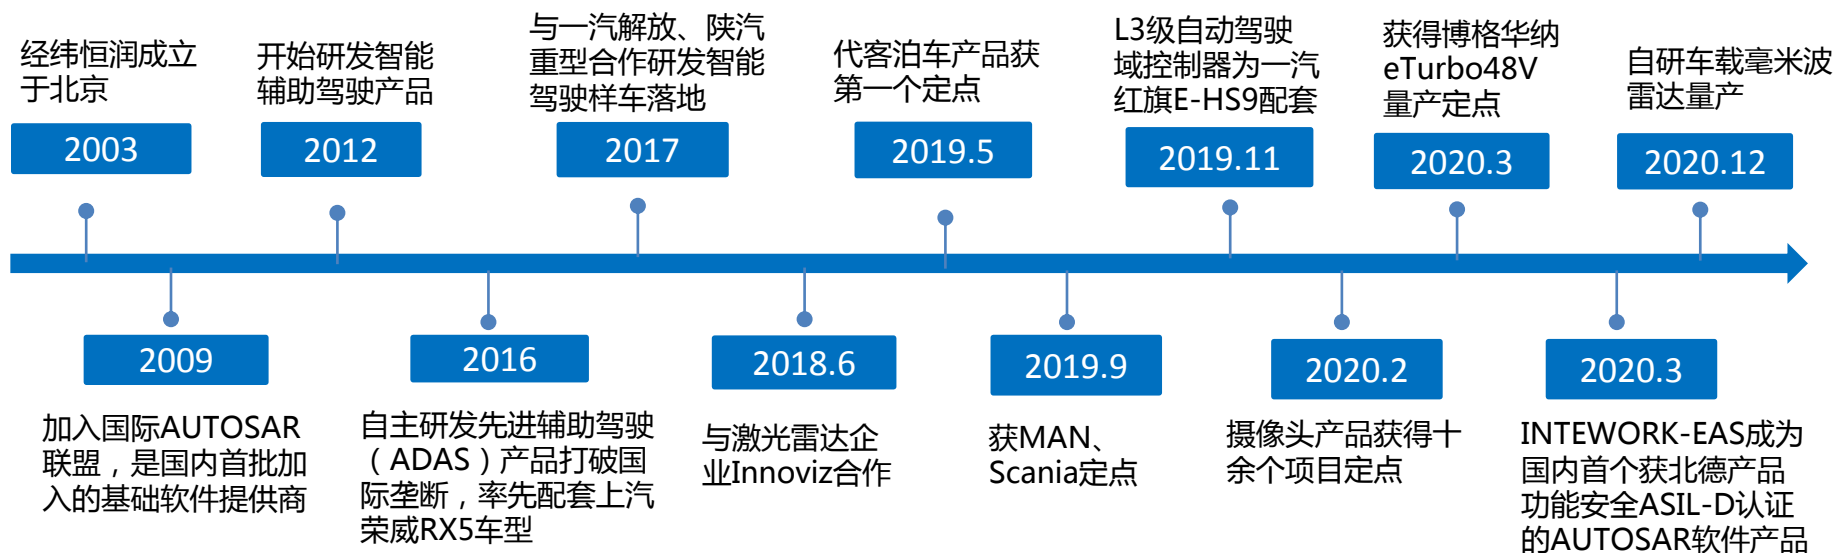 经纬恒润成立
于北京
2003
开始研发智能
辅助驾驶产品
2012
与一汽解放、陕汽
重型合作研发智能
驾驶样车落地
2017
代客泊车产品获
第一个定点
2019.5
L3级自动驾驶
域控制器为一汽
红旗E-HS9配套
2019.11
获得博格华纳
eTurbo48V
量产定点
2020.3
自研车载毫米波
雷达量产
2020.12
2009
加入国际AUTOSAR
联盟，是国内首批加
入的基础软件提供商
2016
自主研发先进辅助驾驶
（ADAS）产品打破国
际垄断，率先配套上汽
荣威RX5车型
2018.6
与激光雷达企
业Innoviz合作
2019.9
获MAN、
Scania定点
2020.2
摄像头产品获得十
余个项目定点
2020.3
INTEWORK-EAS成为
国内首个获北德产品
功能安全ASIL-D认证
的AUTOSAR软件产品